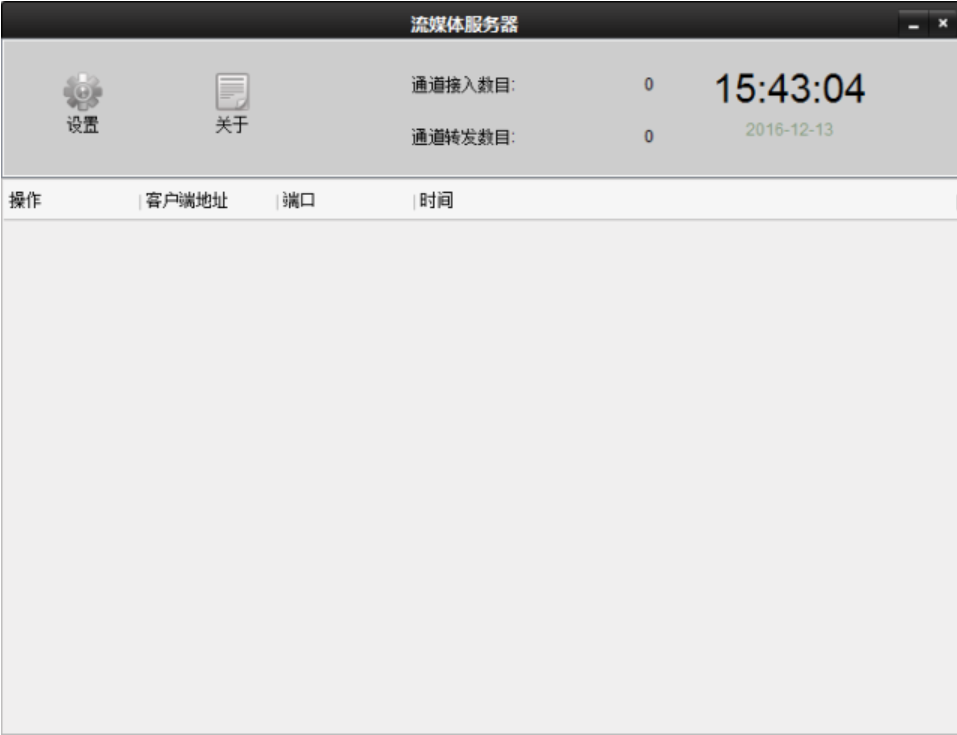 流媒体服务器
设置
关于
通道接入数目: 0
通道转发数目: 0
15:43:04
2016-12-13
操作 客户端地址 端口 时间